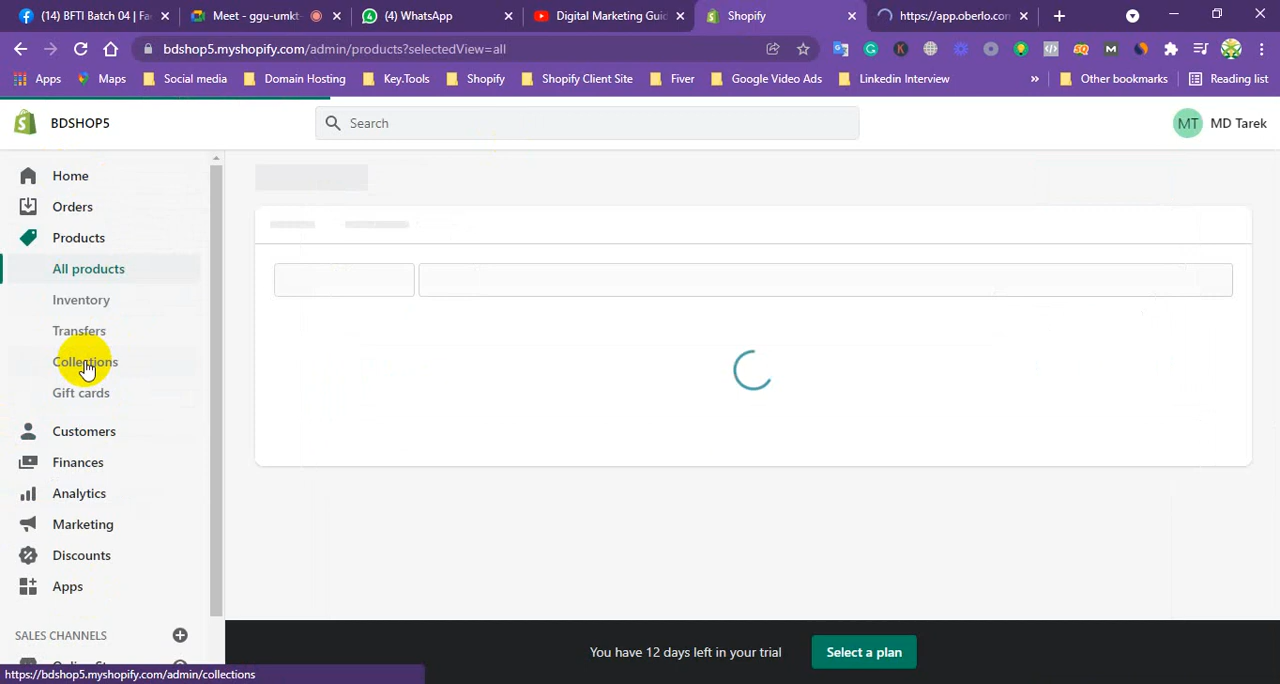 (14) BFTI Batch 04 | Fa
Meet - ggu-umkt
(4) WhatsApp
Digital Marketing Gui
Shopify
https://app.oberlo.con
bdshop5.myshopify.com/admin/products?selectedView=all
Apps
Maps
Social media
Domain Hosting
Key.Tools
Shopify
Shopify Client Site
Fiver
Google Video Ads
Linkedin Interview
»
Other bookmarks
Reading list
BDSHOP5
Search
MT
MD Tarek
Home
Orders
Products
All products
Inventory
Transfers
Collections
Gift cards
Customers
Finances
Analytics
Marketing
Discounts
Apps
SALES CHANNELS
You have 12 days left in your trial
Select a plan
https://bdshop5.myshopify.com/admin/collections